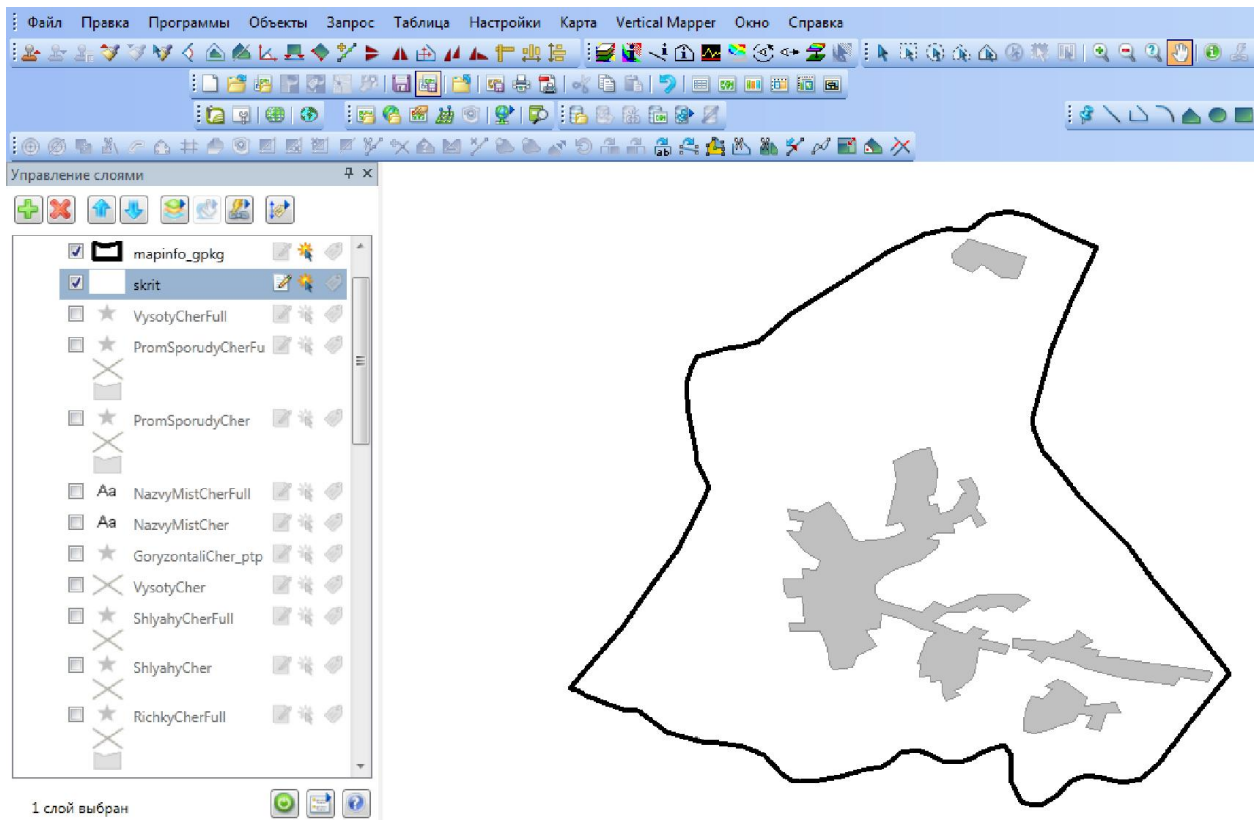 Файл Правка Программы Объекты Запрос Таблица Настройки Карта Vertical Mapper Окно Справка
Управление слоями
mapinfo_gpkg
skrit
VysotyCherFull
PromSporudyCherFu
PromSporudyCher
Aa NazvyMistCherFull
Aa NazvyMistCher
GoryzontaliCher_ptp
VysotyCher
ShlyahyCherFull
ShlyahyCher
RichkyCherFull
1 слой выбран